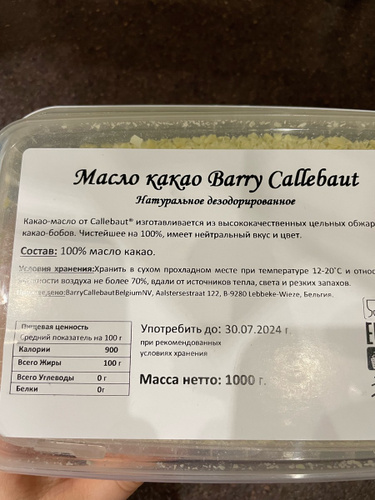 Масло какао Barry Callebaut
Натуральное дезодорированное
Какао-масло от Callebaut® изготавливается из высококачественных цельных обжар
какао-бобов. Чистейшее на 100%, имеет нейтральный вкус и цвет.
Состав: 100% масло какао.
Условия хранения:Хранить в сухом прохладном месте при температуре 12-20˚С и относ
воздуха не более 70%, вдали от источников тепла, света и резких запахов.
BarryCallebautBelgiumNV, Aalstersestraat 122, B-9280 Lebbeke-Wieze, Бельгия.
Пищевая ценность
Средний показатель на 100 г
Калории 900
Всего Жиры 100 г
Всего Углеводы 0 г
Белки 0г
Употребить до: 30.07.2024 г.
при рекомендованных
условиях хранения
Масса нетто: 1000 г.